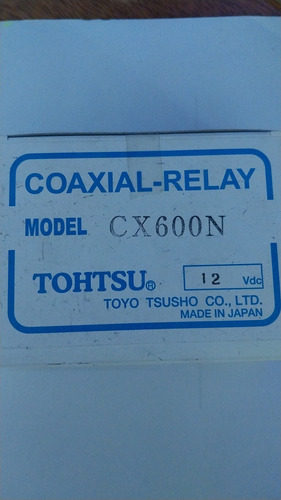 COAXIAL-RELAY
MODEL CX600N
TOHTSU® 12 Vdc
TOYO TSUSHO CO., LTD.
MADE IN JAPAN